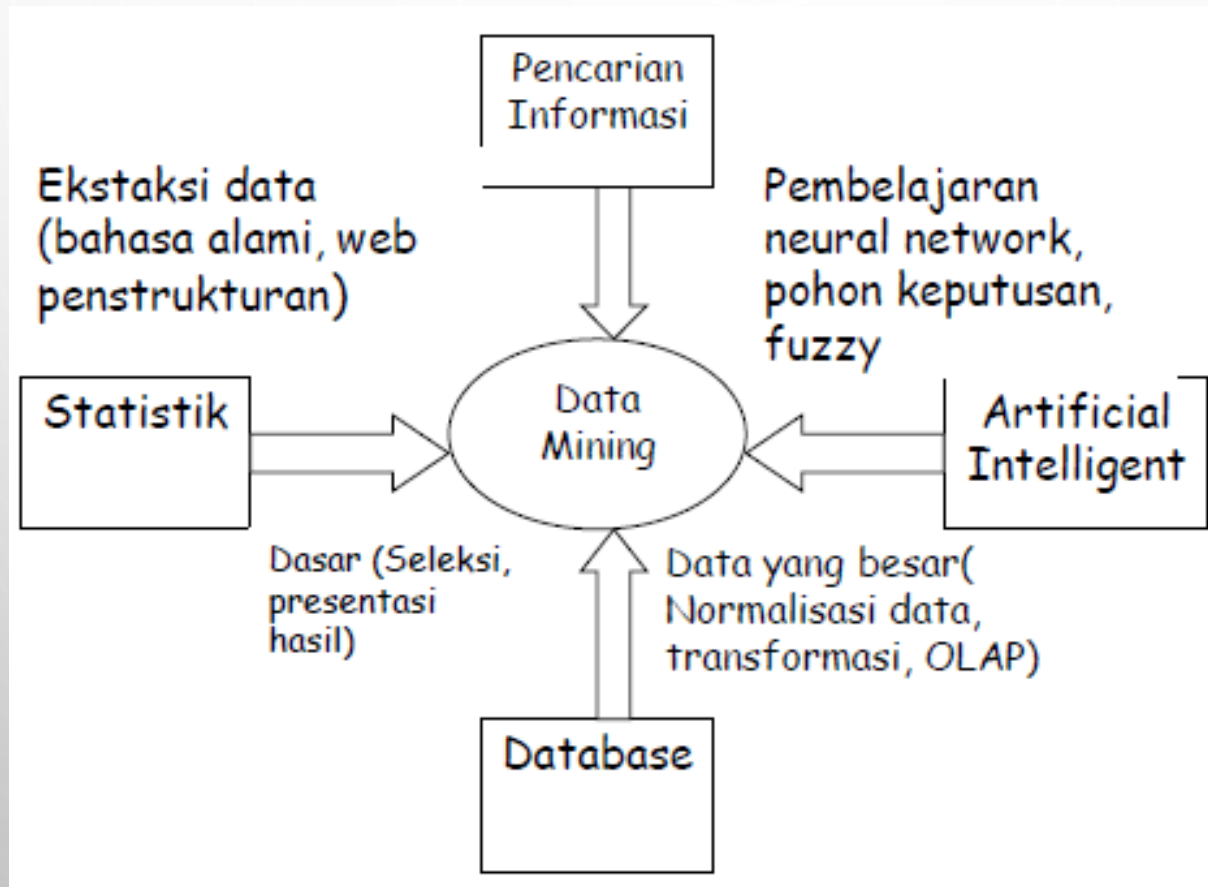 Pencarian
Informasi
Ekstaksi data
(bahasa alami, web
penstrukturan)
Pembelajaran
neural network,
pohon keputusan,
fuzzy
Statistik
Data
Mining
Artificial
Intelligent
Dasar (Seleksi,
presentasi
hasil)
Data yang besar(
Normalisasi data,
transformasi, OLAP)
Database